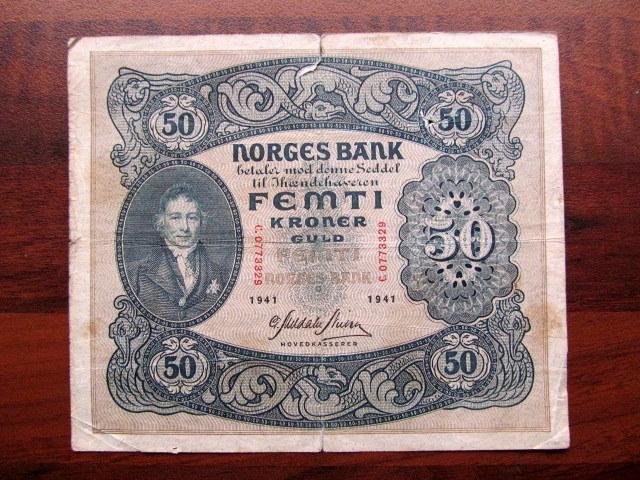 50 50
NORGES BANK
betaler mod denne Seddel
til Ihændehaveren
FEMTI
KRONER
GULD
FEMTI
NORGES BANK
C.0773329 C.0773329
50
1941 1941
HOVEDKASSERER
50 50